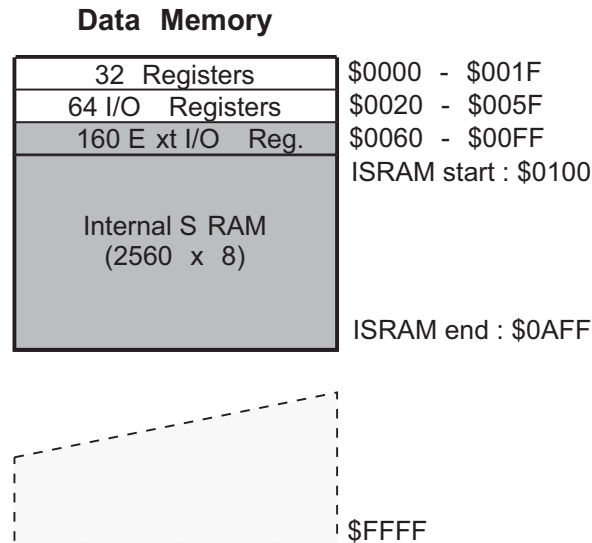 Data Memory
32 Registers $0000 - $001F
64 I/O Registers $0020 - $005F
160 E xt I/O Reg. $0060 - $00FF
ISRAM start : $0100
Internal S RAM
(2560 x 8)
ISRAM end : $0AFF
$FFFF